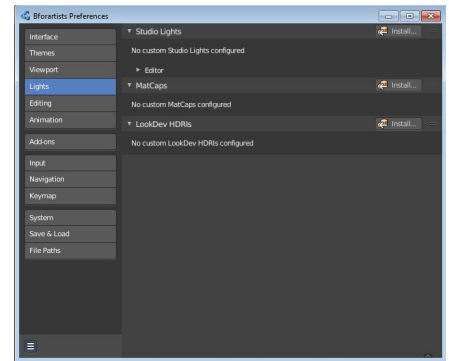 Bforartists Preferences
Interface
Themes
Viewport
Lights
Editing
Animation
Add-ons
Input
Navigation
Keymap
System
Save & Load
File Paths
Studio Lights
Install...
No custom Studio Lights configured
Editor
MatCaps
Install...
No custom MatCaps configured
LookDev HDRIs
Install...
No custom LookDev HDRIs configured